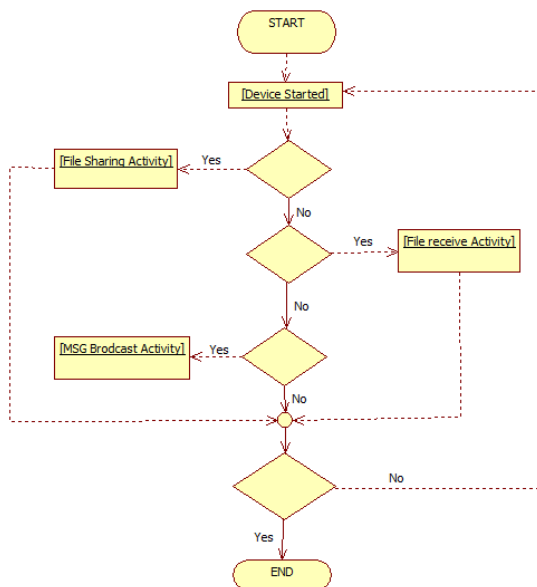 START
[Device Started]
[File Sharing Activity]
Yes
No
Yes
[File receive Activity]
No
[MSG Brodcast Activity]
Yes
No
No
Yes
END